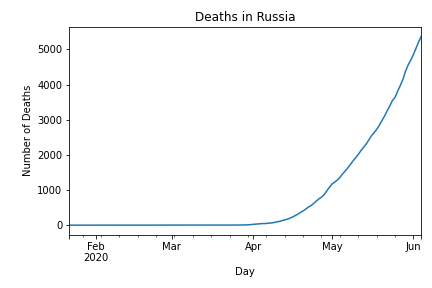 Deaths in Russia
Number of Deaths
5000
4000
3000
2000
1000
0
Feb
2020
Mar
Apr
May
Jun
Day